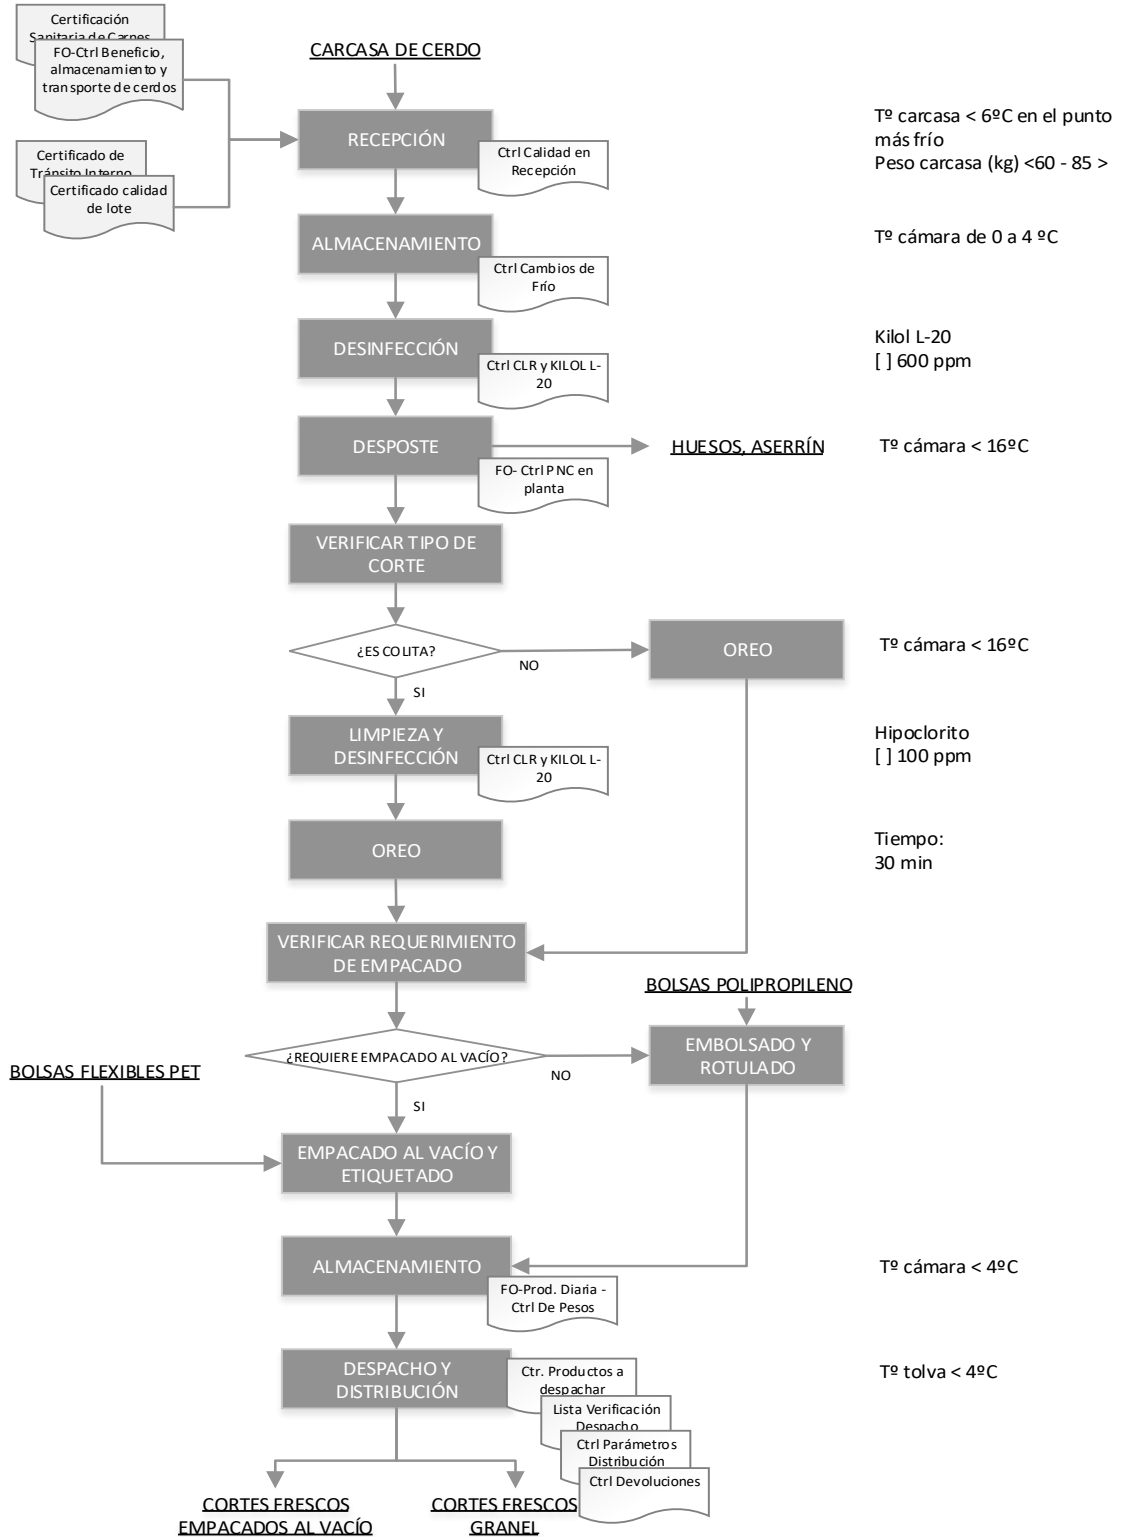 Certificación
Sanitaria de Carnes
FO-Ctrl Beneficio,
almacenamiento y
transporte de cerdos
CARCASA DE CERDO
RECEPCIÓN
Ctrl Calidad en
Recepción
Tº carcasa < 6ºC en el punto
más frío
Peso carcasa (kg) <60 - 85 >
Certificado de
Tránsito Interno
Certificado calidad
de lote
ALMACENAMIENTO
Ctrl Cambios de
Frío
Tº cámara de 0 a 4 ºC
DESINFECCIÓN
Ctrl CLR y KILOL L-
20
Kilol L-20
[ ] 600 ppm
DESPOSTE
FO- Ctrl PNC en
planta
HUESOS, ASERRÍN
Tº cámara < 16ºC
VERIFICAR TIPO DE
CORTE
¿ES COLITA?
NO
SI
OREO
Tº cámara < 16ºC
LIMPIEZA Y
DESINFECCIÓN
Ctrl CLR y KILOL L-
20
Hipoclorito
[ ] 100 ppm
OREO
Tiempo:
30 min
VERIFICAR REQUERIMIENTO
DE EMPACADO
BOLSAS POLIPROPILENO
¿REQUIERE EMPACADO AL VACÍO?
NO
SI
EMBOLSADO Y
ROTULADO
BOLSAS FLEXIBLES PET
EMPACADO AL VACÍO Y
ETIQUETADO
ALMACENAMIENTO
FO-Prod. Diaria -
Ctrl De Pesos
Tº cámara < 4ºC
DESPACHO Y
DISTRIBUCIÓN
Ctr. Productos a
despachar
Lista Verificación
Despacho
Ctrl Parámetros
Distribución
Ctrl Devoluciones
Tº tolva < 4ºC
CORTES FRESCOS
EMPACADOS AL VACÍO
CORTES FRESCOS
GRANEL